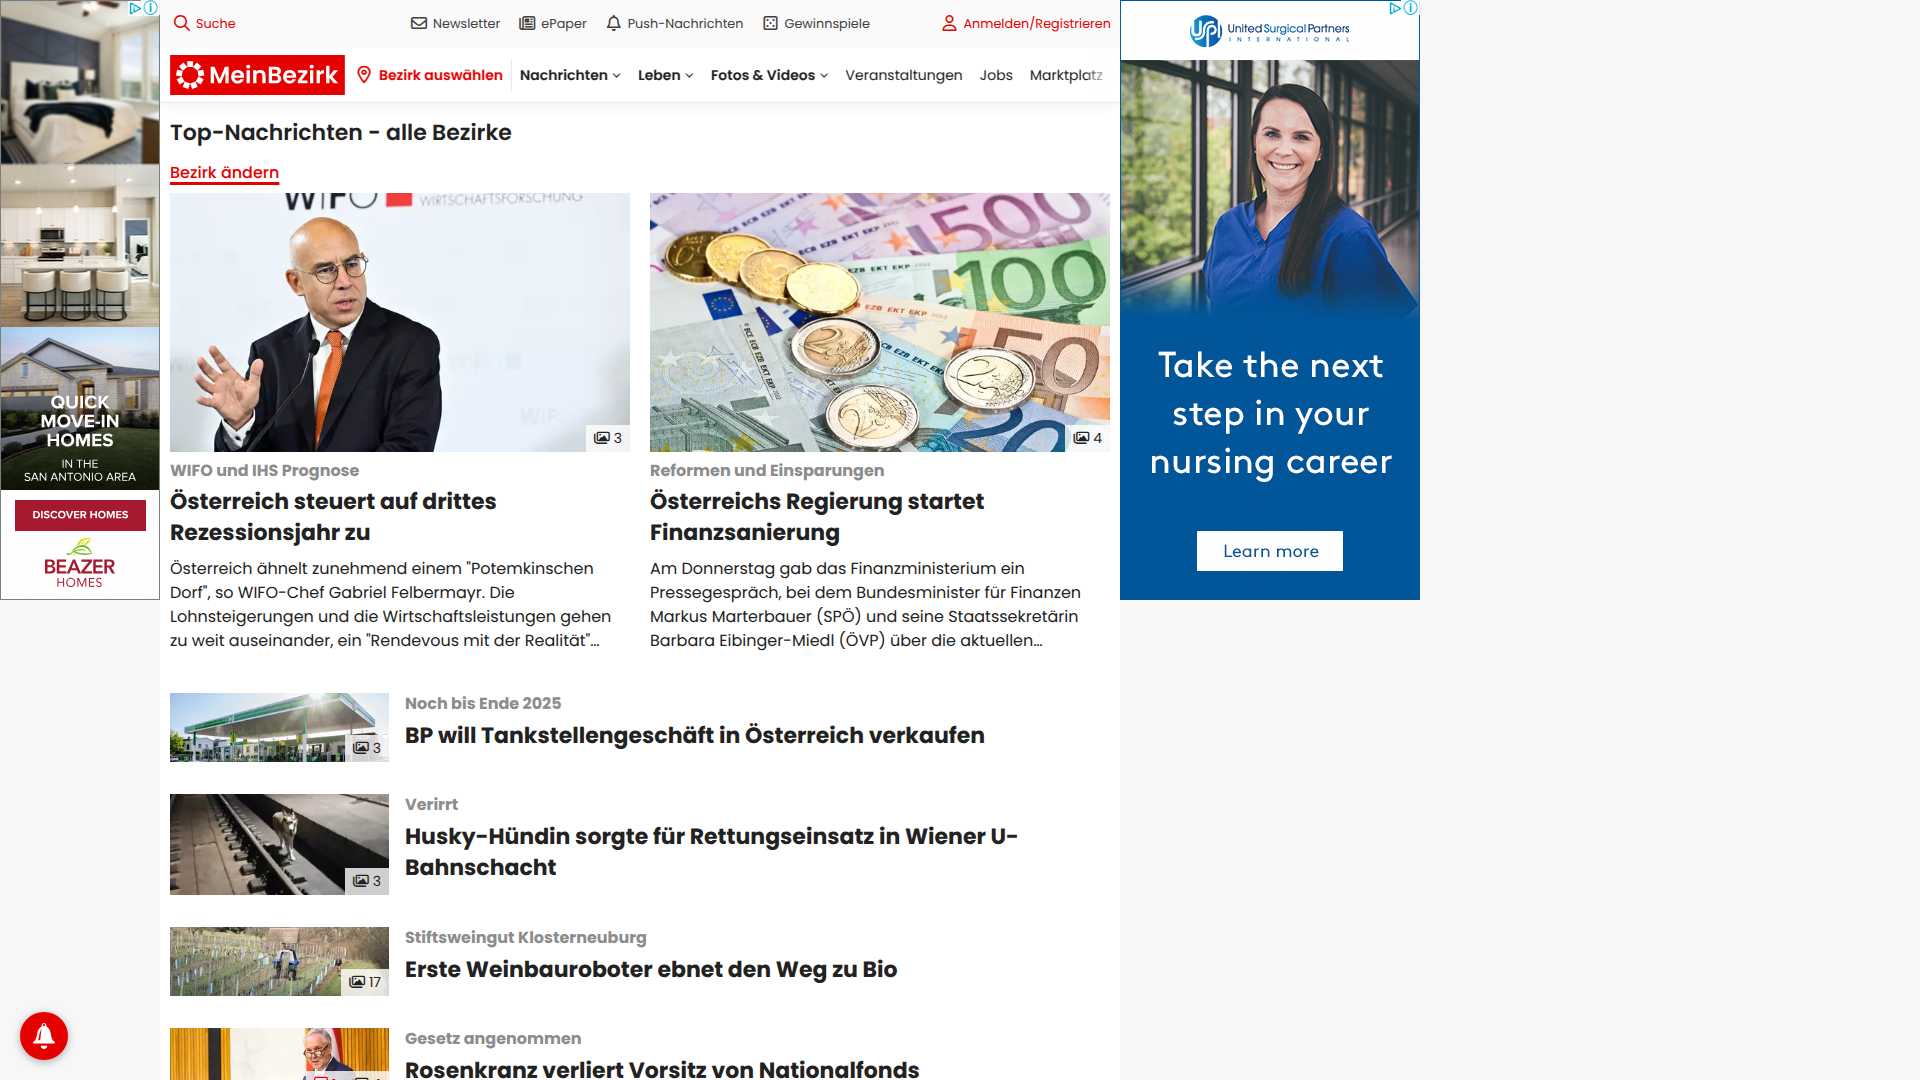 Suche
Newsletter
ePaper
Push-Nachrichten
Gewinnspiele
Anmelden/Registrieren
MeinBezirk
Bezirk auswählen
Nachrichten
Leben
Fotos & Videos
Veranstaltungen
Jobs
Marktplatz
Top-Nachrichten - alle Bezirke
Bezirk ändern
WIFO
WIRTSCHAFTSFORSCHUNG
3
4
WIFO und IHS Prognose
Österreich steuert auf drittes
Rezessionsjahr zu
Österreich ähnelt zunehmend einem "Potemkinschen
Dorf", so WIFO-Chef Gabriel Felbermayr. Die
Lohnsteigerungen und die Wirtschaftsleistungen gehen
zu weit auseinander, ein "Rendevous mit der Realität"...
Reformen und Einsparungen
Österreichs Regierung startet
Finanzsanierung
Am Donnerstag gab das Finanzministerium ein
Pressegespräch, bei dem Bundesminister für Finanzen
Markus Marterbauer (SPÖ) und seine Staatssekretärin
Barbara Eibinger-Miedl (ÖVP) über die aktuellen...
3
Noch bis Ende 2025
BP will Tankstellengeschäft in Österreich verkaufen
3
Verirrt
Husky-Hündin sorgte für Rettungseinsatz in Wiener U-
Bahnschacht
17
Stiftsweingut Klosterneuburg
Erste Weinbauroboter ebnet den Weg zu Bio
Gesetz angenommen
Rosenkranz verliert Vorsitz von Nationalfonds
QUICK
MOVE-IN
HOMES
IN THE
SAN ANTONIO AREA
DISCOVER HOMES
BEAZER
HOMES
USPI
United Surgical Partners
INTERNATIONAL
Take the next
step in your
nursing career
Learn more